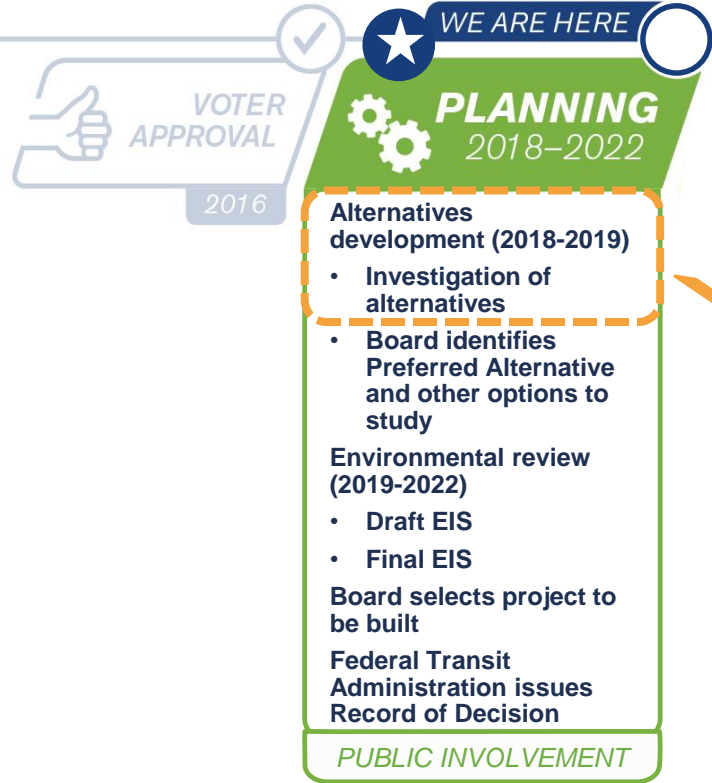 WE ARE HERE
VOTER
APPROVAL
2016
PLANNING
2018–2022
Alternatives
development (2018-2019)
• Investigation of
alternatives
• Board identifies
Preferred Alternative
and other options to
study
Environmental review
(2019-2022)
• Draft EIS
• Final EIS
Board selects project to
be built
Federal Transit
Administration issues
Record of Decision
PUBLIC INVOLVEMENT